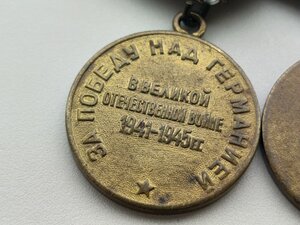 ЗА ПОБЕДУ НАД ГЕРМАНИЕЙ
В ВЕЛИКОЙ
ОТЕЧЕСТВЕННОЙ ВОЙНЕ
1941-1945 гг.